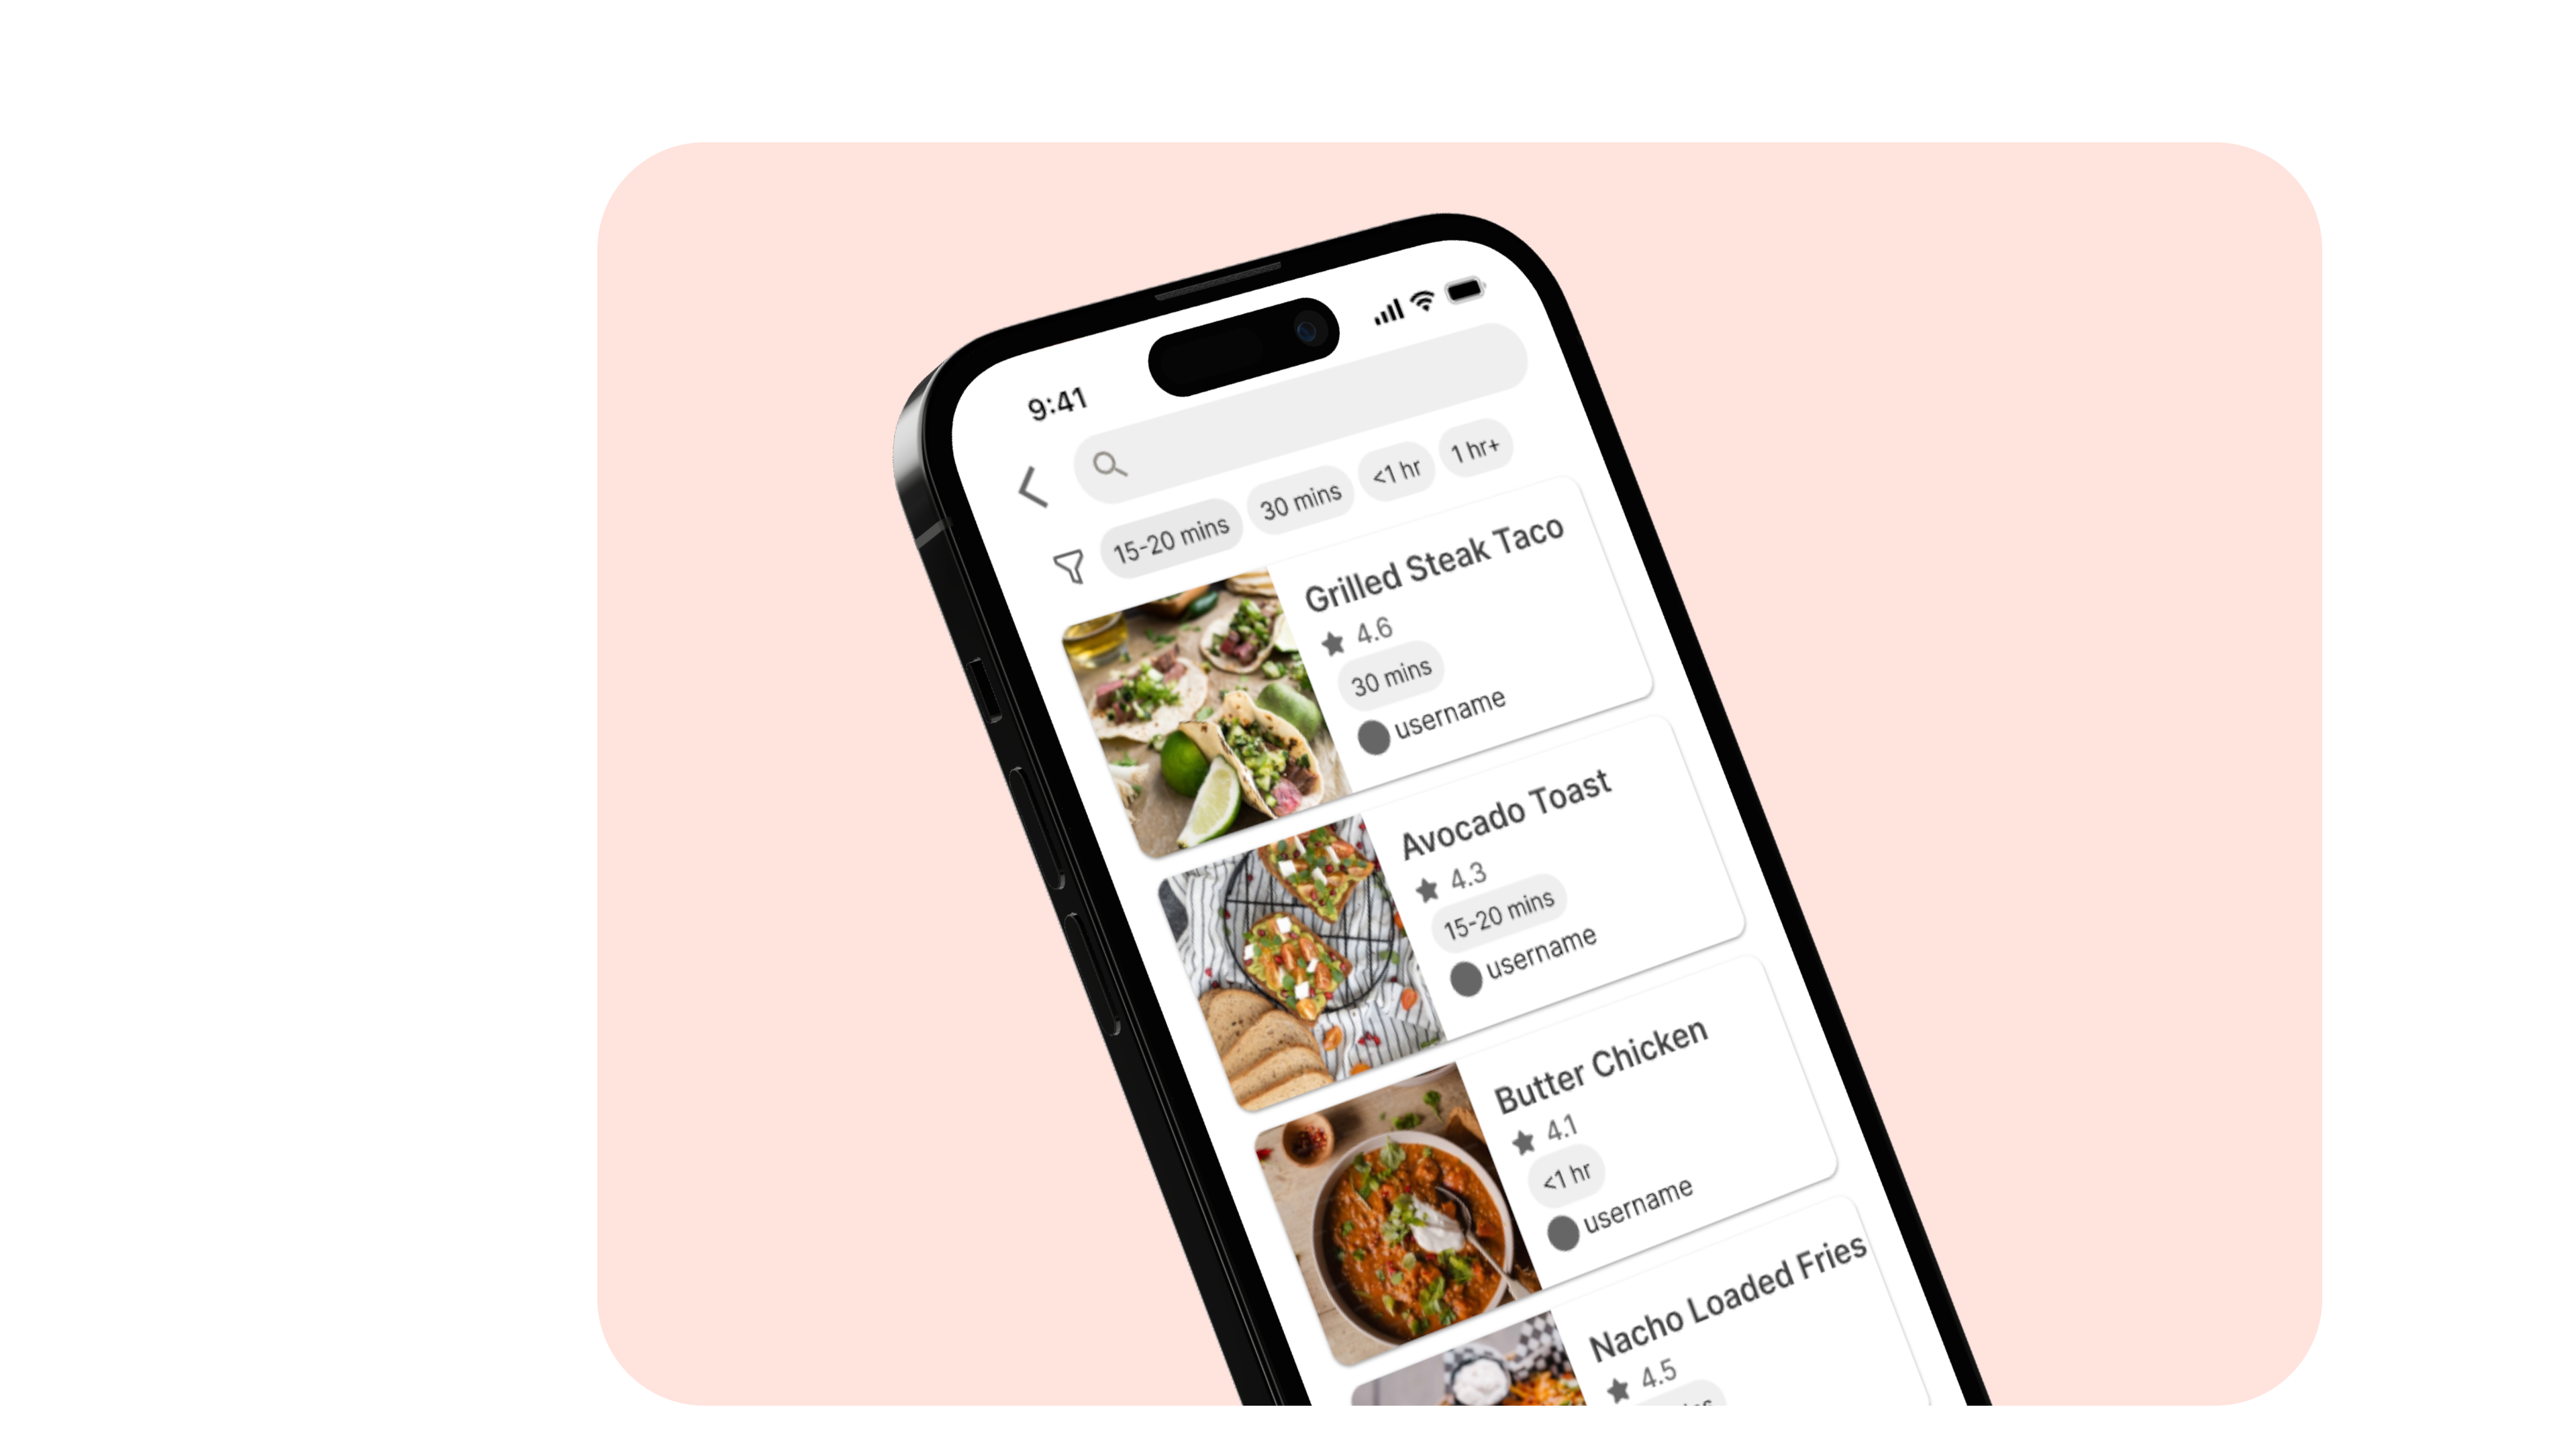 9:41
15-20 mins 30 mins <1 hr 1 hr+
Grilled Steak Taco
4.6
30 mins
username
Avocado Toast
4.3
15-20 mins
username
Butter Chicken
4.1
<1 hr
username
Nacho Loaded Fries
4.5